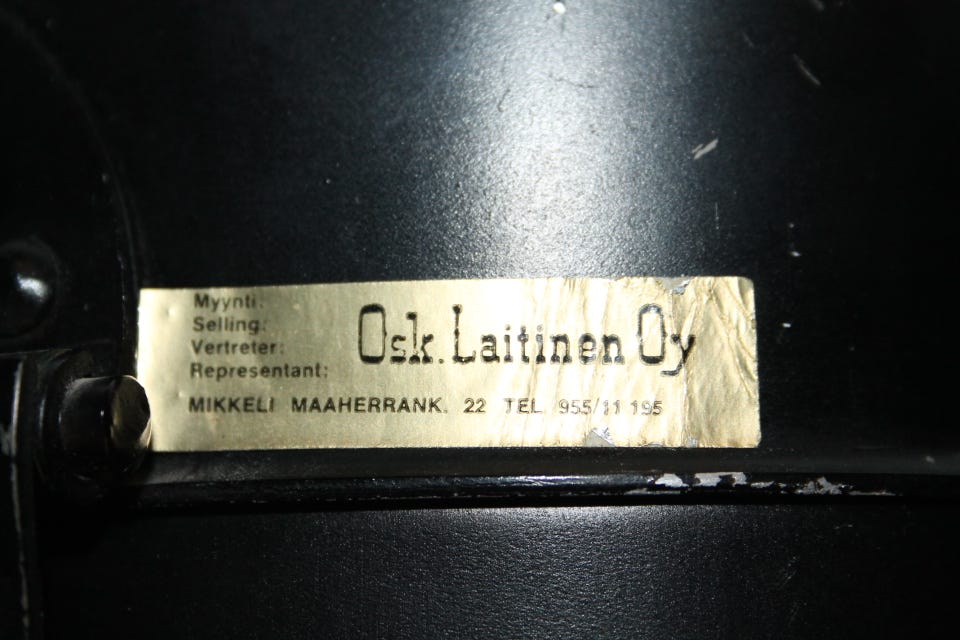 Myynti:
Selling:
Vertreter:
Representant:
Osk. Laitinen Oy
MIKKELI MAAHERRANK. 22 TEL. 955/11 195